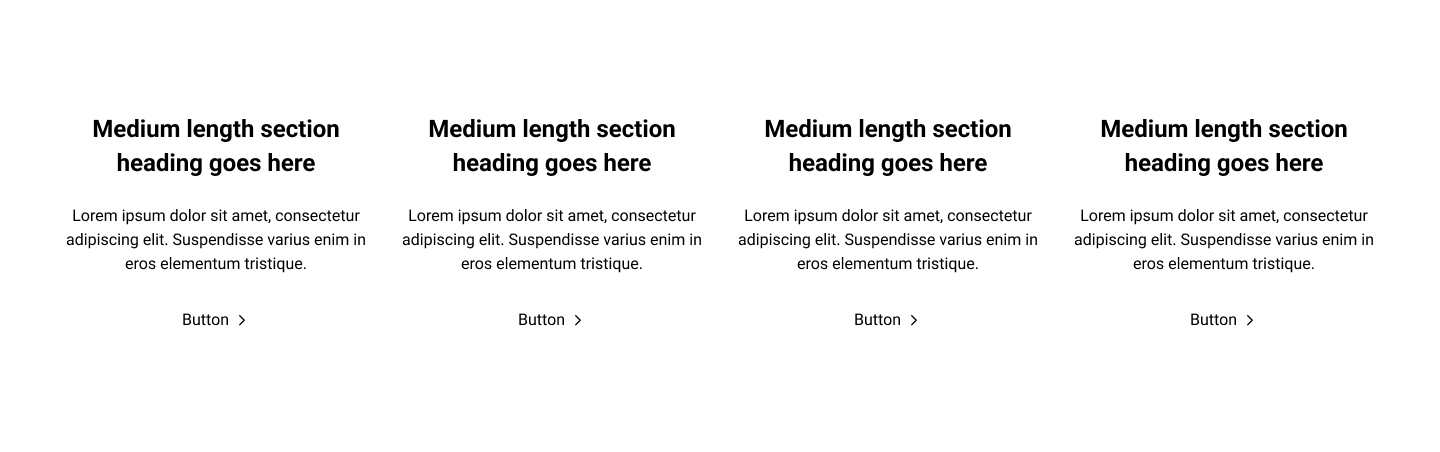 Medium length section
heading goes here
Lorem ipsum dolor sit amet, consectetur
adipiscing elit. Suspendisse varius enim in
eros elementum tristique.
Button
Medium length section
heading goes here
Lorem ipsum dolor sit amet, consectetur
adipiscing elit. Suspendisse varius enim in
eros elementum tristique.
Button
Medium length section
heading goes here
Lorem ipsum dolor sit amet, consectetur
adipiscing elit. Suspendisse varius enim in
eros elementum tristique.
Button
Medium length section
heading goes here
Lorem ipsum dolor sit amet, consectetur
adipiscing elit. Suspendisse varius enim in
eros elementum tristique.
Button